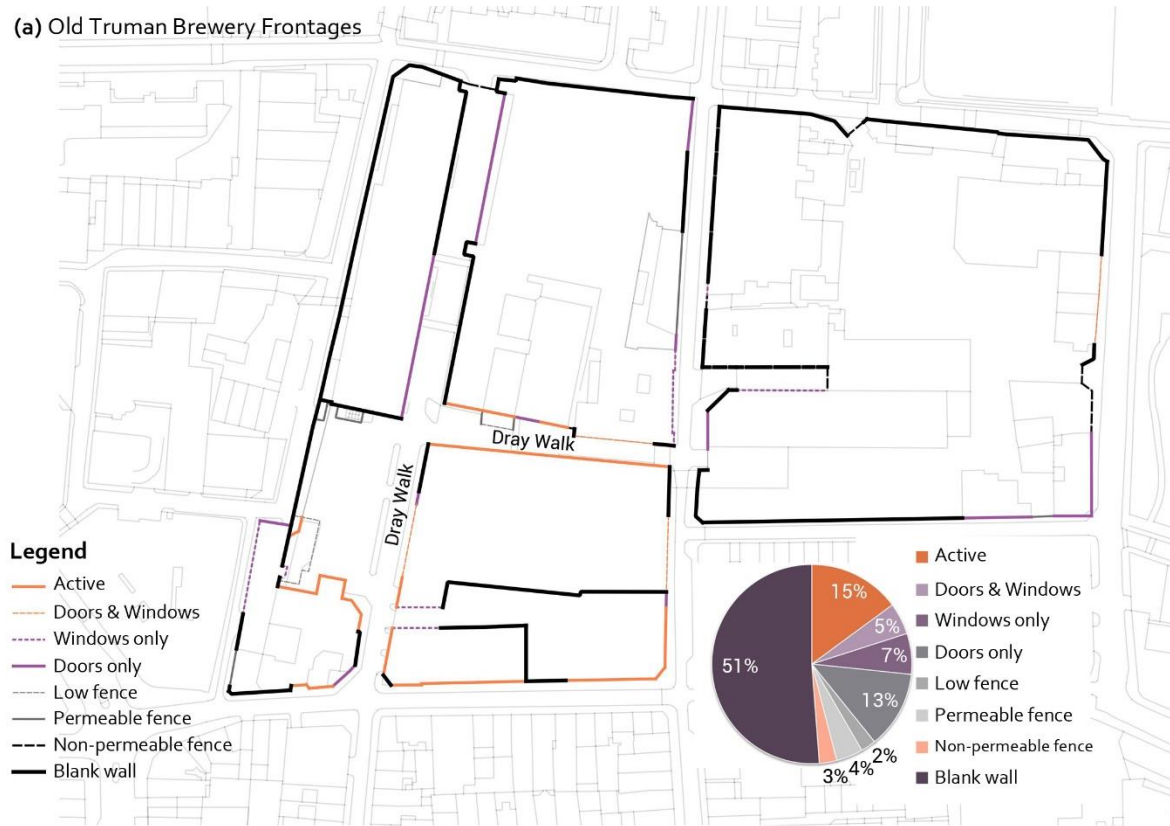 (a) Old Truman Brewery Frontages
Dray Walk
Dray Walk
Legend
Active
Doors & Windows
Windows only
Doors only
Low fence
Permeable fence
Non-permeable fence
Blank wall
15%
5%
7%
13%
2%
4%
3%
51%
Active
Doors & Windows
Windows only
Doors only
Low fence
Permeable fence
Non-permeable fence
Blank wall